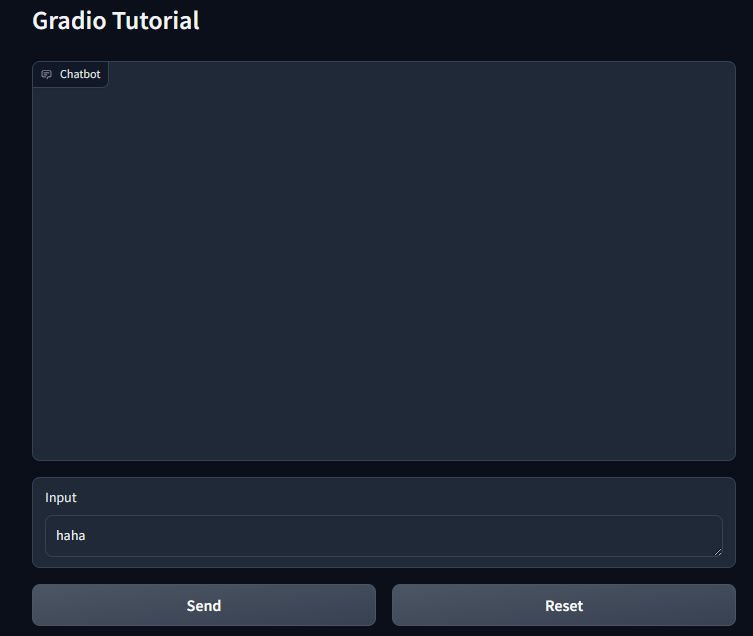 Gradio Tutorial
Chatbot
Input
haha
Send
Reset